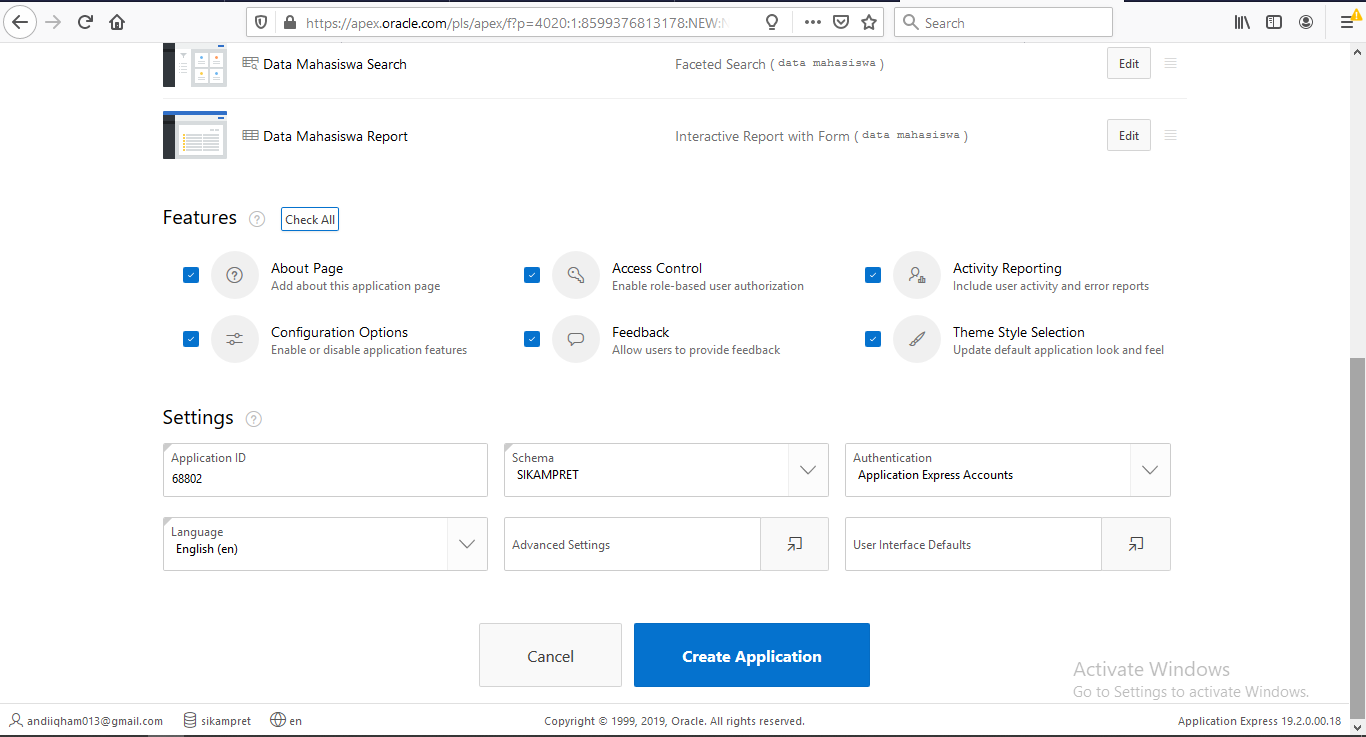 https://apex.oracle.com/pls/apex/f?p=4020:1:8599376813178:NEW:
Search
Data Mahasiswa Search
Faceted Search ( data mahasiswa )
Edit
Data Mahasiswa Report
Interactive Report with Form ( data mahasiswa )
Edit
Features
Check All
About Page
Add about this application page
Access Control
Enable role-based user authorization
Activity Reporting
Include user activity and error reports
Configuration Options
Enable or disable application features
Feedback
Allow users to provide feedback
Theme Style Selection
Update default application look and feel
Settings
Application ID
68802
Schema
SIKAMPRET
Authentication
Application Express Accounts
Language
English (en)
Advanced Settings
User Interface Defaults
Cancel
Create Application
Activate Windows
Go to Settings to activate Windows.
andiiqham013@gmail.com
sikampret
en
Copyright © 1999, 2019, Oracle. All rights reserved.
Application Express 19.2.0.00.18